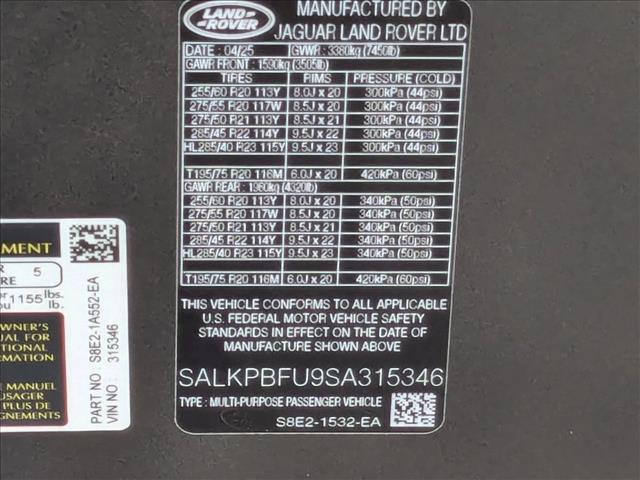 LAND ROVER
MANUFACTURED BY
JAGUAR LAND ROVER LTD
DATE : 04/25 GVWR : 3380kg (7450lb)
GAWR FRONT : 1590kg (3505lb)
TIRES RIMS PRESSURE (COLD)
255/60 R20 113Y 8.0J x 20 300kPa (44psi)
275/55 R20 117W 8.5J x 20 300kPa (44psi)
275/50 R21 113Y 8.5J x 21 300kPa (44psi)
285/45 R22 114Y 9.5J x 22 300kPa (44psi)
HL285/40 R23 115Y 9.5J x 23 300kPa (44psi)
T195/75 R20 116M 6.0J x 20 420kPa (60psi)
GAWR REAR : 1960kg (4320lb)
255/60 R20 113Y 8.0J x 20 340kPa (50psi)
275/55 R20 117W 8.5J x 20 340kPa (50psi)
275/50 R21 113Y 8.5J x 21 340kPa (50psi)
285/45 R22 114Y 9.5J x 22 340kPa (50psi)
HL285/40 R23 115Y 9.5J x 23 340kPa (50psi)
T195/75 R20 116M 6.0J x 20 420kPa (60psi)
THIS VEHICLE CONFORMS TO ALL APPLICABLE
U.S. FEDERAL MOTOR VEHICLE SAFETY
STANDARDS IN EFFECT ON THE DATE OF
MANUFACTURE SHOWN ABOVE
SALKPBFU9SA315346
TYPE : MULTI-PURPOSE PASSENGER VEHICLE
S8E2-1532-EA
EMENT
R 5
RE
or 1155 lbs.
ou lb.
OWNER'S
MANUAL FOR
ADDITIONAL
FORMATION
LE MANUEL
R PLUS DE
GNEMENTS
PART NO. S8E2-1A552-EA
VIN NO. 315346